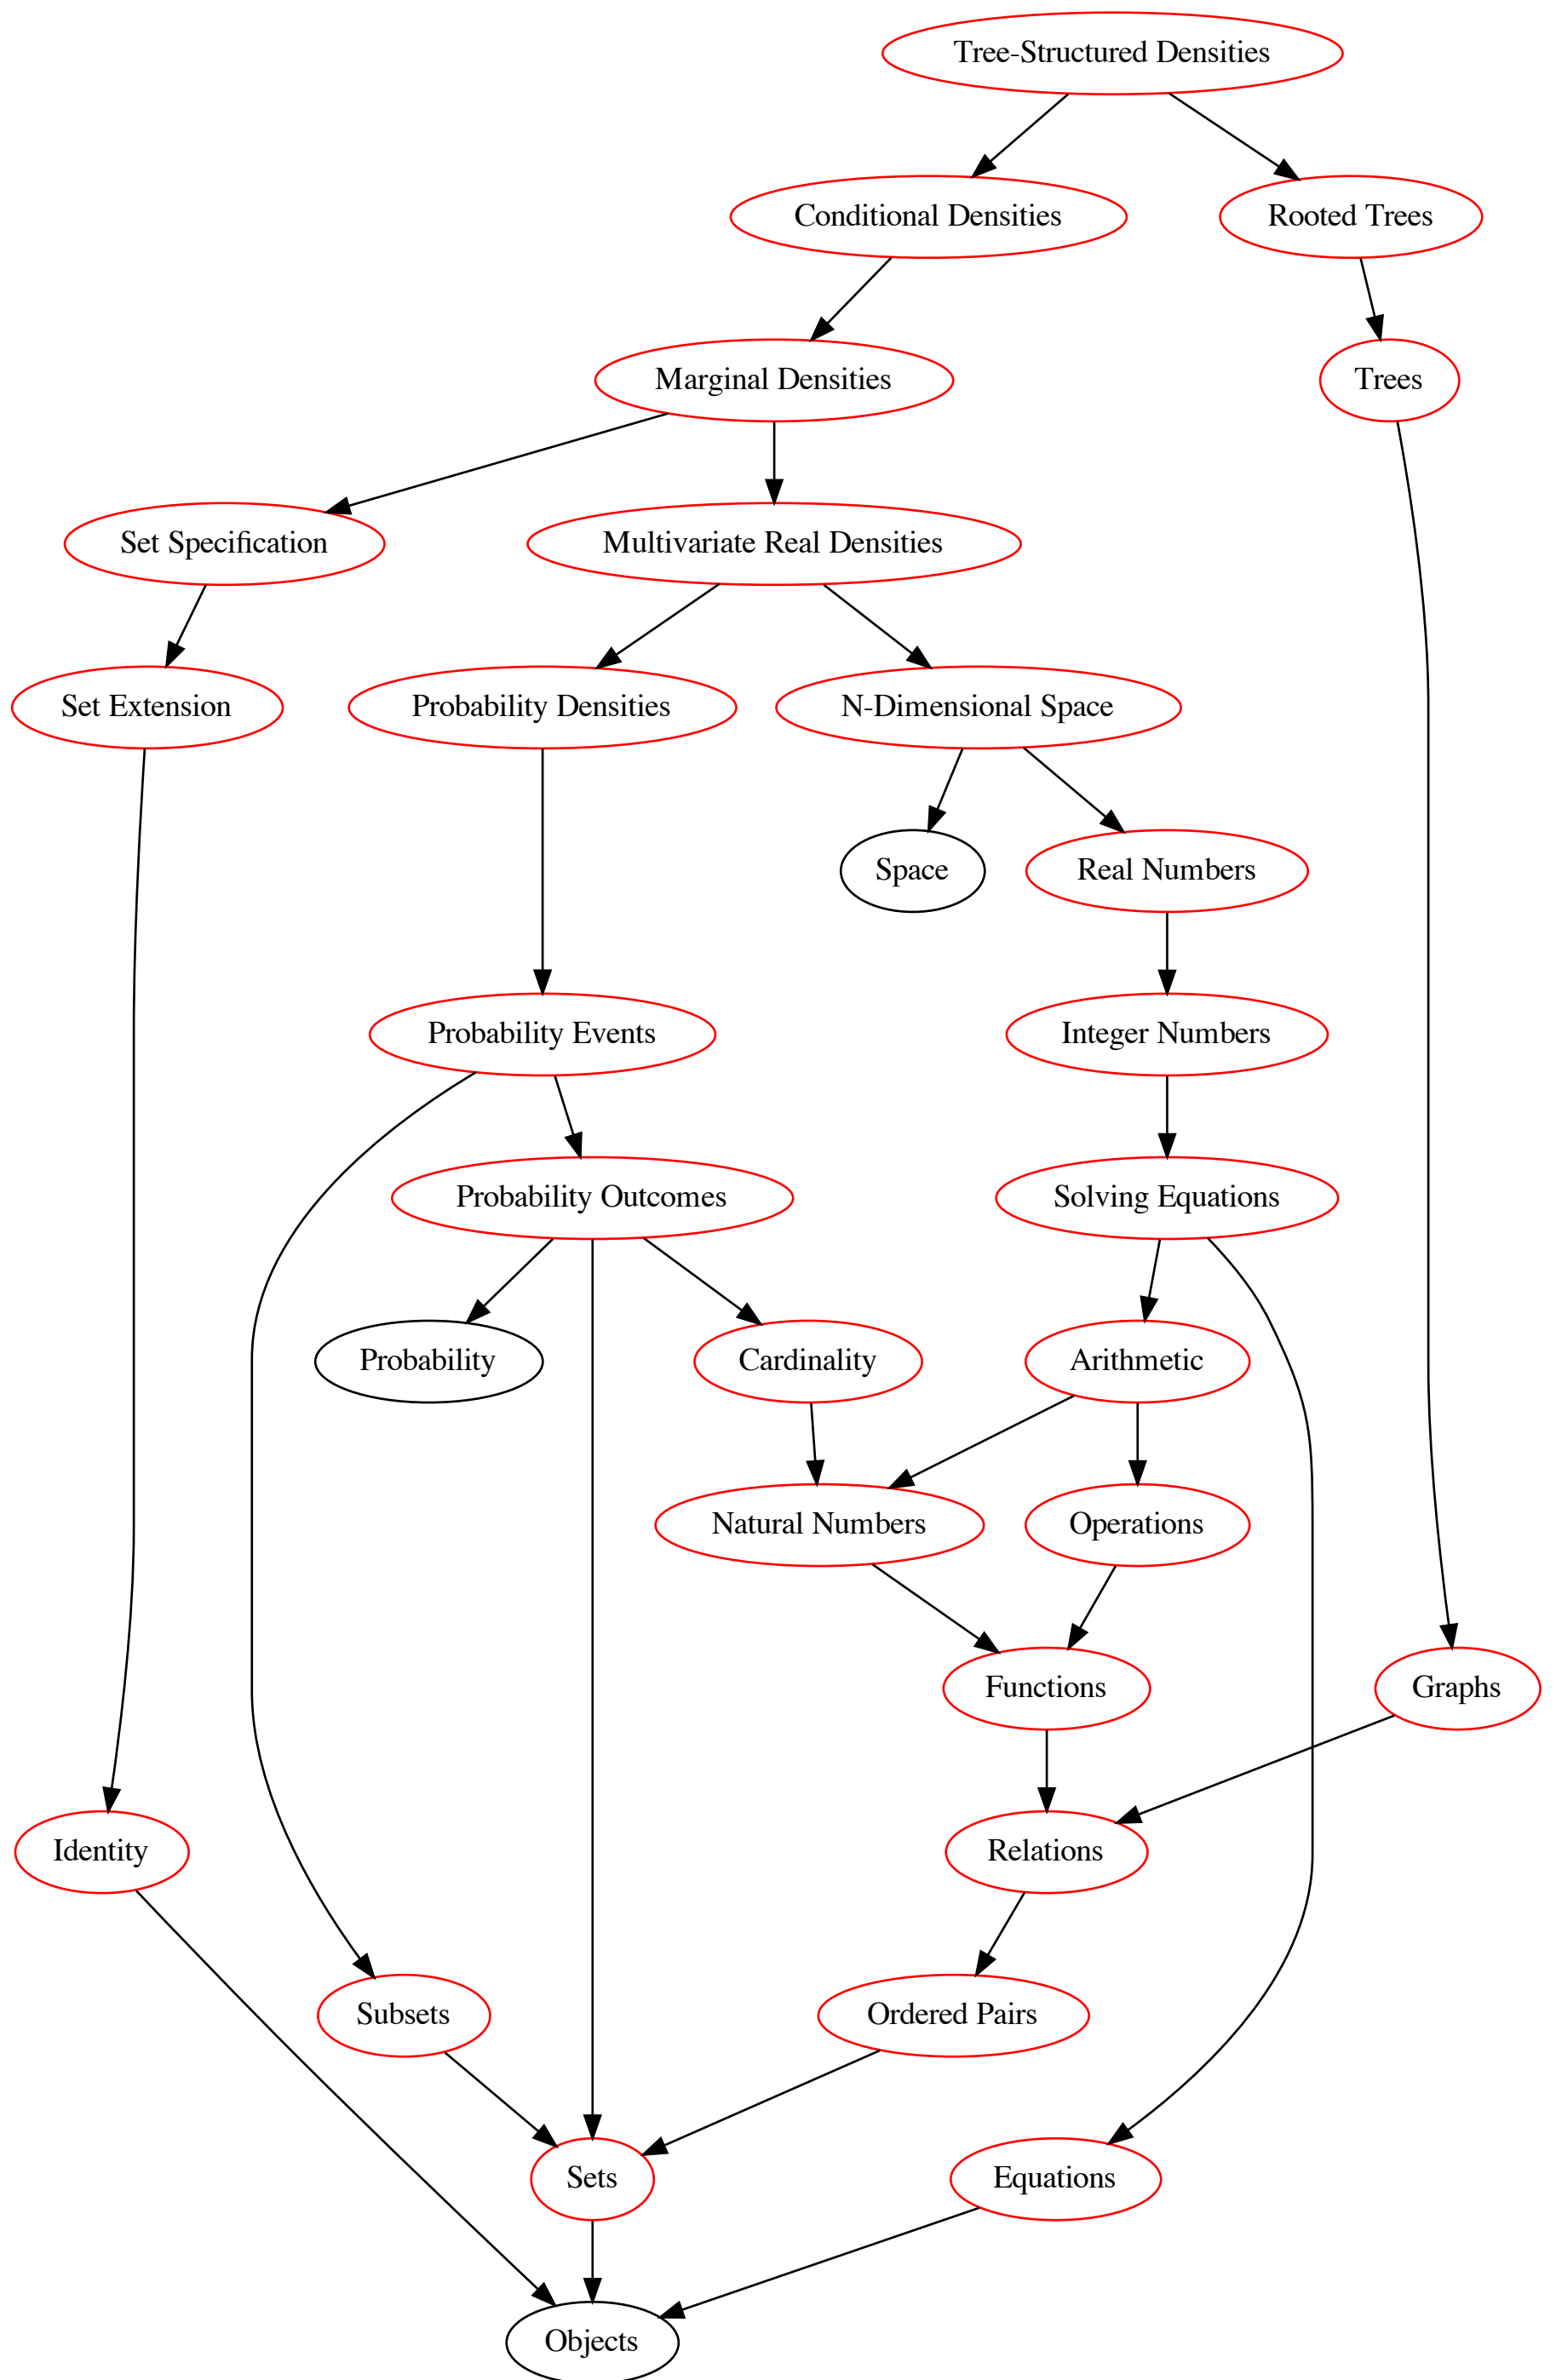 Tree-Structured Densities
Conditional Densities
Rooted Trees
Marginal Densities
Trees
Set Specification
Multivariate Real Densities
Set Extension
Probability Densities
N-Dimensional Space
Space
Real Numbers
Probability Events
Integer Numbers
Probability Outcomes
Solving Equations
Probability
Cardinality
Arithmetic
Natural Numbers
Operations
Functions
Graphs
Identity
Relations
Subsets
Ordered Pairs
Sets
Equations
Objects